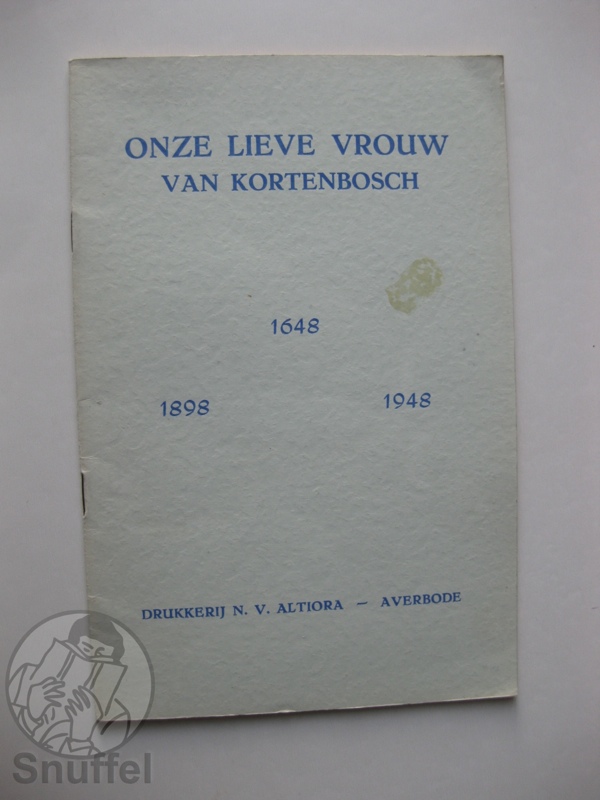 ONZE LIEVE VROUW
VAN KORTENBOSCH
1648
1898 1948
DRUKKERIJ N. V. ALTIORA — AVERBODE
Snuffel